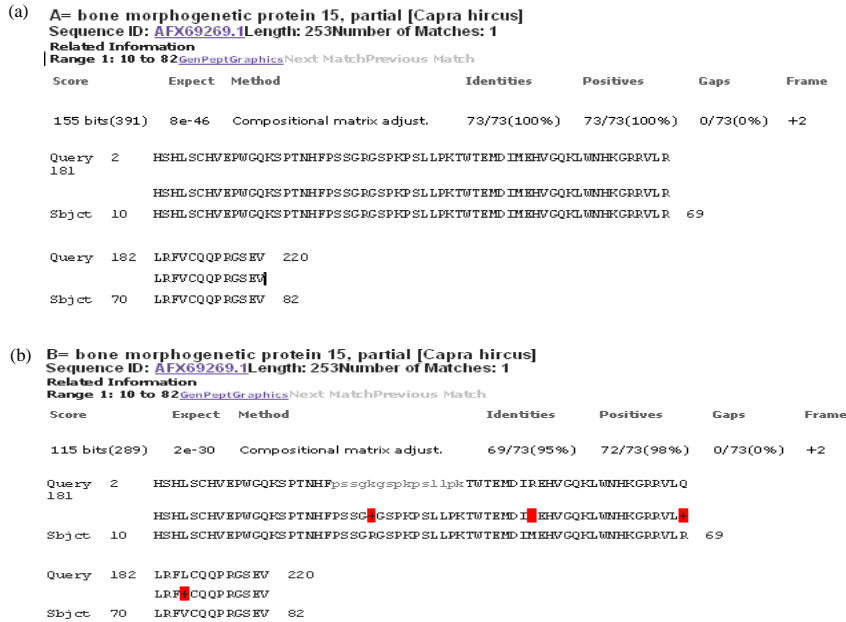 (a) A= bone morphogenetic protein 15, partial [Capra hircus]
Sequence ID: AFX69269.1Length: 253Number of Matches: 1
Related Information
Range 1: 10 to 82GenPeptGraphicsNext MatchPrevious Match
Score Expect Method Identities Positives Gaps Frame
155 bits(391) 8e-46 Compositional matrix adjust. 73/73(100%) 73/73(100%) 0/73(0%) +2
Query 2 HSHLSCHVEPWGQKSPTNHFPSSGRGSPKPSLLPKTWTEMDIMEHVGQKLWNHKGRRVLR
181
HSHLSCHVEPWGQKSPTNHFPSSGRGSPKPSLLPKTWTEMDIMEHVGQKLWNHKGRRVLR
Sbjct 10 HSHLSCHVEPWGQKSPTNHFPSSGRGSPKPSLLPKTWTEMDIMEHVGQKLWNHKGRRVLR 69
Query 182 LRFVCQQPRGSEV 220
LRFVCQQPRGSEV
Sbjct 70 LRFVCQQPRGSEV 82
(b) B= bone morphogenetic protein 15, partial [Capra hircus]
Sequence ID: AFX69269.1Length: 253Number of Matches: 1
Related Information
Range 1: 10 to 82GenPeptGraphicsNext MatchPrevious Match
Score Expect Method Identities Positives Gaps Frame
115 bits(289) 2e-30 Compositional matrix adjust. 69/73(95%) 72/73(98%) 0/73(0%) +2
Query 2 HSHLSCHVEPWGQKSPTNHFpssgkgspkpsllpkTWTEMDIREHVGQKLWNHKGRRVLQ
181
HSHLSCHVEPWGQKSPTNHFPSSG+GSPKPSLLPKTWTEMDI EHVGQKLWNHKGRRVL+
Sbjct 10 HSHLSCHVEPWGQKSPTNHFPSSGRGSPKPSLLPKTWTEMDIMEHVGQKLWNHKGRRVLR 69
Query 182 LRFLCQQPRGSEV 220
LRF+CQQPRGSEV
Sbjct 70 LRFVCQQPRGSEV 82